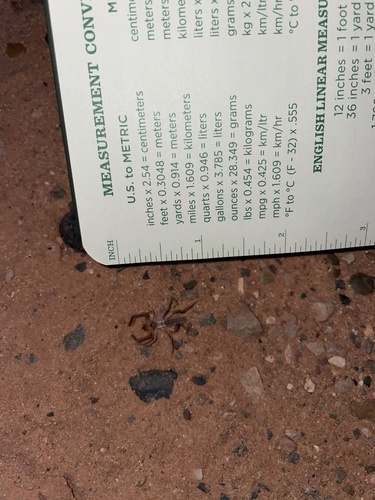 MEASUREMENT CONV
U.S. to METRIC
inches x 2.54 = centimeters
feet x 0.3048 = meters
yards x 0.914 = meters
miles x 1.609 = kilometers
quarts x 0.946 = liters
gallons x 3.785 = liters
ounces x 28.349 = grams
lbs x 0.454 = kilograms
mpg x 0.425 = km/ltr
mph x 1.609 = km/hr
°F to °C (F - 32) x .555
M
centime
meters
meters
kilome
liters x
liters x
grams
kg x 2
km/ltr
km/hr
°C to
ENGLISH LINEAR MEASU
12 inches = 1 foot
36 inches = 1 yard
3 feet = 1 yard
INCH
1
2
3